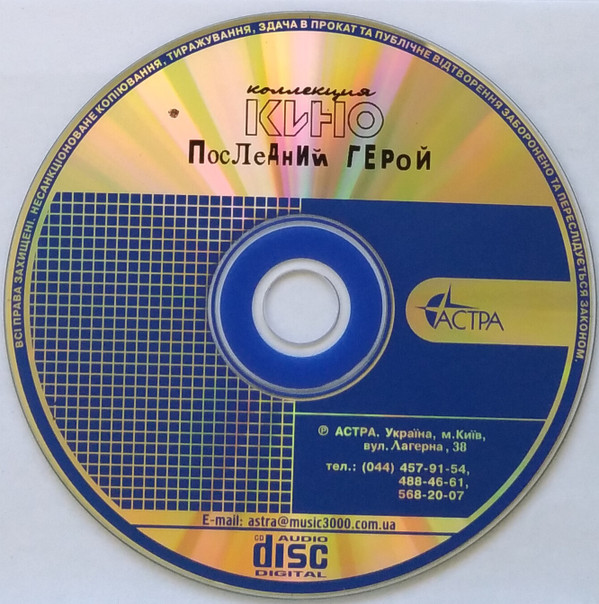 ВСІ ПРАВА ЗАХИЩЕНІ. НЕСАНКЦІОНОВАНЕ КОПІЮВАННЯ, ТИРАЖУВАННЯ, ЗДАЧА В ПРОКАТ ТА ПУБЛІЧНЕ ВІДТВОРЕННЯ ЗАБОРОНЕНО ТА ПЕРЕСЛІДУЄТЬСЯ ЗАКОНОМ.
коллекция
КИНО
ПосЛеДниЙ ГЕРоЙ
АСТРА
℗ АСТРА. Україна, м.Київ,
вул. Лагерна, 38
тел.: (044) 457-91-54,
488-46-61,
568-20-07
E-mail: astra@music3000.com.ua
CD AUDIO
disc
DIGITAL